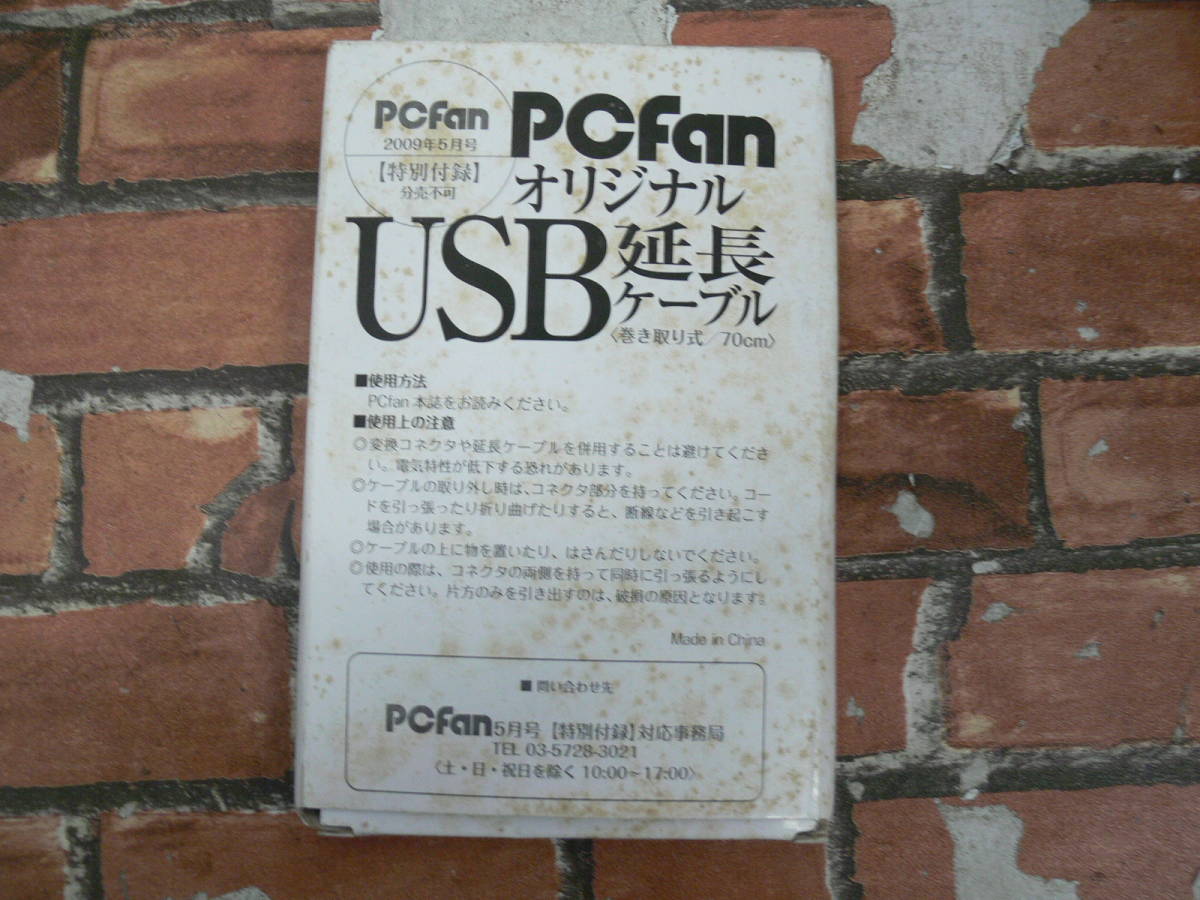 PCfan
2009年5月号
【特別付録】
分売不可
PCfan
オリジナル
USB延長
ケーブル
〈巻き取り式/70cm〉
■使用方法
PCfan 本誌をお読みください。
■使用上の注意
◎変換コネクタや延長ケーブルを併用することは避けてくださ
い。電気特性が低下する恐れがあります。
◎ケーブルの取り外し時は、コネクタ部分を持ってください。コー
ドを引っ張ったり折り曲げたりすると、断線などを引き起こす
場合があります。
◎ケーブルの上に物を置いたり、はさんだりしないでください。
◎使用の際は、コネクタの両側を持って同時に引っ張るようにし
てください。片方のみを引き出すのは、破損の原因となります。
Made in China
■ 問い合わせ先
PCfan5月号【特別付録】対応事務局
TEL 03-5728-3021
〈土・日・祝日を除く 10:00～17:00〉